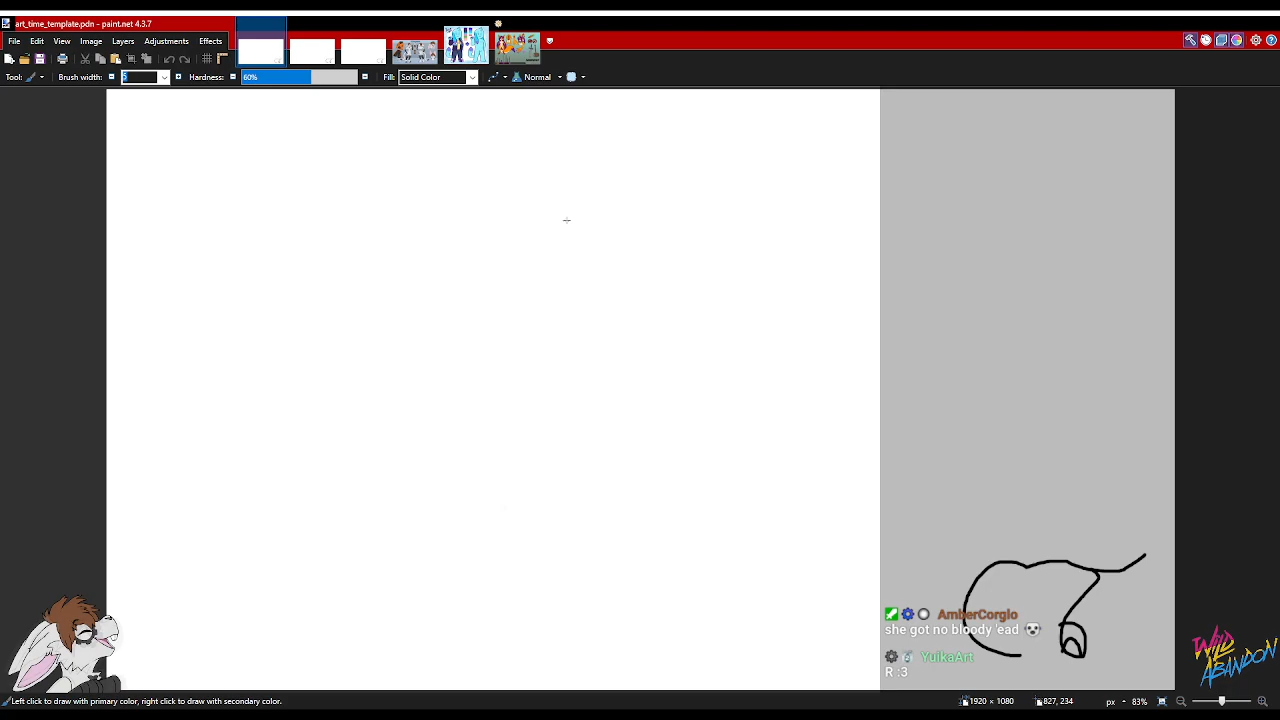 art_time_template.pdn - paint.net 4.3.7
File Edit View Image Layers Adjustments Effects
Tool: Brush width: 5 Hardness: 60% Fill: Solid Color Normal
AmberCorgio
she got no bloody 'ead
YuikaArt
R :3
WILD
ABANDON
Left click to draw with primary color, right click to draw with secondary color. 1920 × 1080 827, 234 px 83%